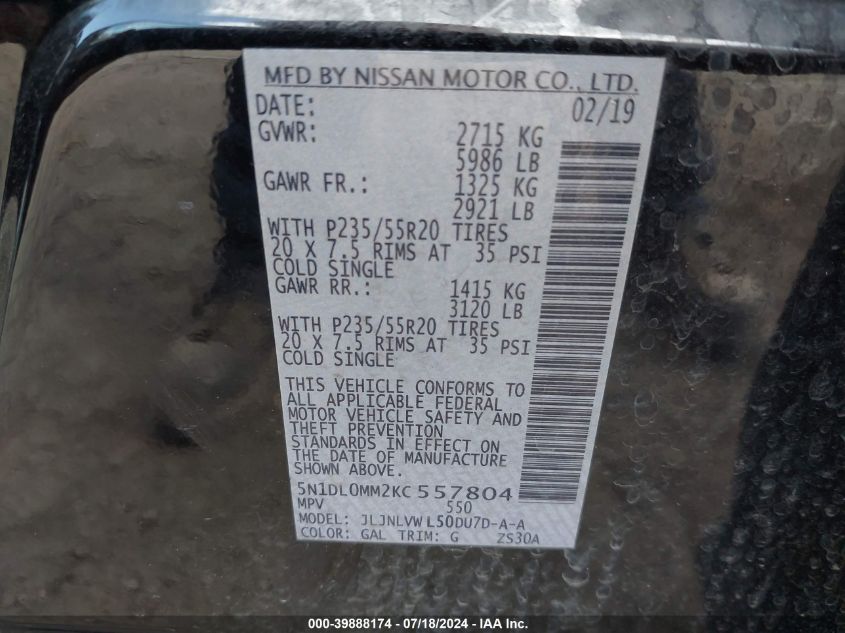 MFD BY NISSAN MOTOR CO., LTD.
DATE: 02/19
GVWR: 2715 KG
5986 LB
GAWR FR.: 1325 KG
2921 LB
WITH P235/55R20 TIRES
20 X 7.5 RIMS AT 35 PSI
COLD SINGLE
GAWR RR.: 1415 KG
3120 LB
WITH P235/55R20 TIRES
20 X 7.5 RIMS AT 35 PSI
COLD SINGLE
THIS VEHICLE CONFORMS TO
ALL APPLICABLE FEDERAL
MOTOR VEHICLE SAFETY AND
THEFT PREVENTION
STANDARDS IN EFFECT ON
THE DATE OF MANUFACTURE
SHOWN ABOVE.
5N1DL0MM2KC 557804
MPV 550
MODEL: JLJNLVW L50DU7D-A-A
COLOR: GAL TRIM: G ZS30A
000-39888174 - 07/18/2024 - IAA Inc.